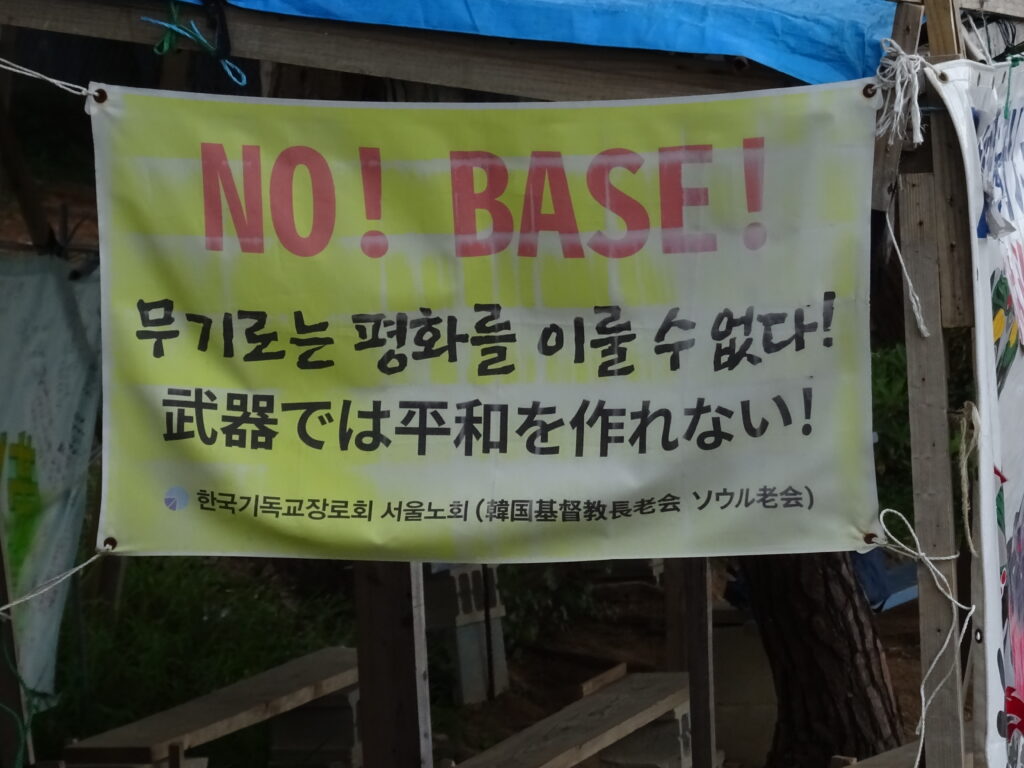 NO! BASE!
무기로는 평화를 이룰 수 없다!
武器では平和を作れない!
한국기독교장로회 서울노회 (韓国基督教長老会 ソウル老会)